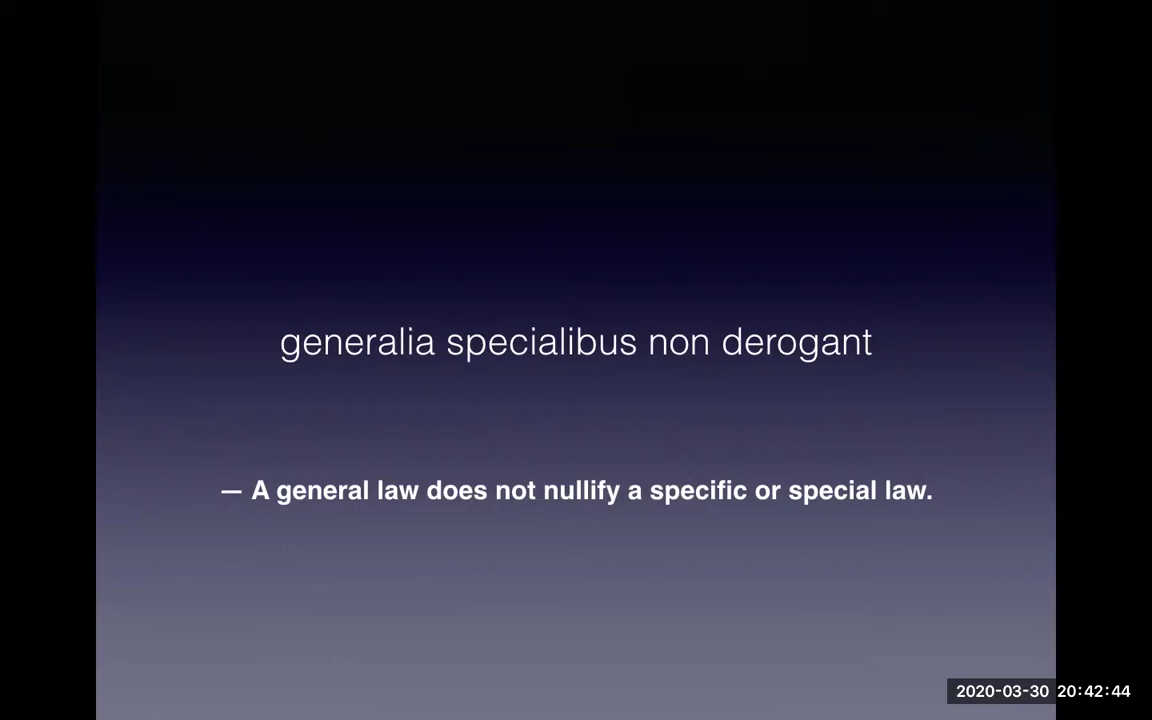 generalia specialibus non derogant
— A general law does not nullify a specific or special law.
2020-03-30 20:42:44